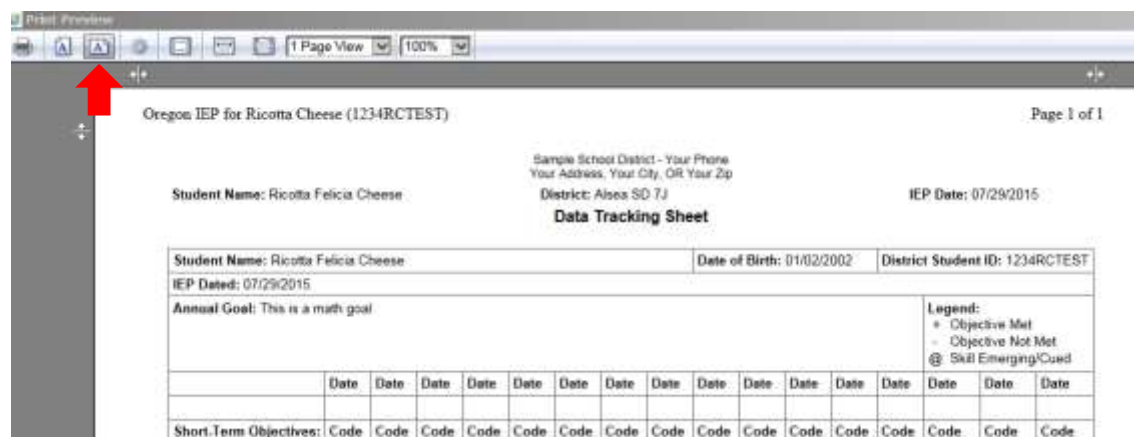 Print Preview
1 Page View 100%
Oregon IEP for Ricotta Cheese (1234RCTEST) Page 1 of 1
Sample School District - Your Phone
Your Address, Your City, OR Your Zip
Student Name: Ricotta Felicia Cheese District: Alsea SD 7J IEP Date: 07/29/2015
Data Tracking Sheet
Student Name: Ricotta Felicia Cheese Date of Birth: 01/02/2002 District Student ID: 1234RCTEST
IEP Dated: 07/29/2015
Annual Goal: This is a math goal Legend:
+ Objective Met
- Objective Not Met
@ Skill Emerging/Cued
Date Date Date Date Date Date Date Date Date Date Date Date Date Date Date Date
Short-Term Objectives: Code Code Code Code Code Code Code Code Code Code Code Code Code Code Code Code